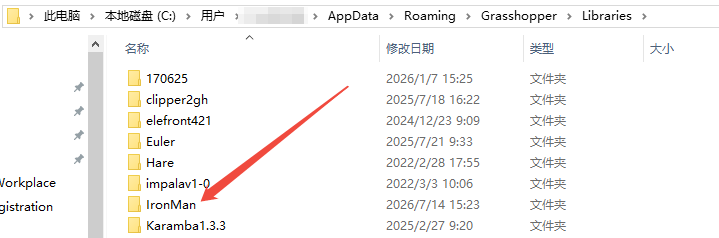 此电脑 > 本地磁盘 (C:) > 用户 > > AppData > Roaming > Grasshopper > Libraries >
名称 修改日期 类型 大小
170625 2026/1/7 15:25 文件夹
clipper2gh 2025/7/18 16:22 文件夹
elefront421 2024/12/23 9:09 文件夹
Euler 2025/7/21 9:33 文件夹
Hare 2022/2/28 17:55 文件夹
impalav1-0 2022/3/3 10:06 文件夹
Workplace
IronMan 2026/7/14 15:23 文件夹
gistration
Karamba1.3.3 2025/2/27 9:20 文件夹